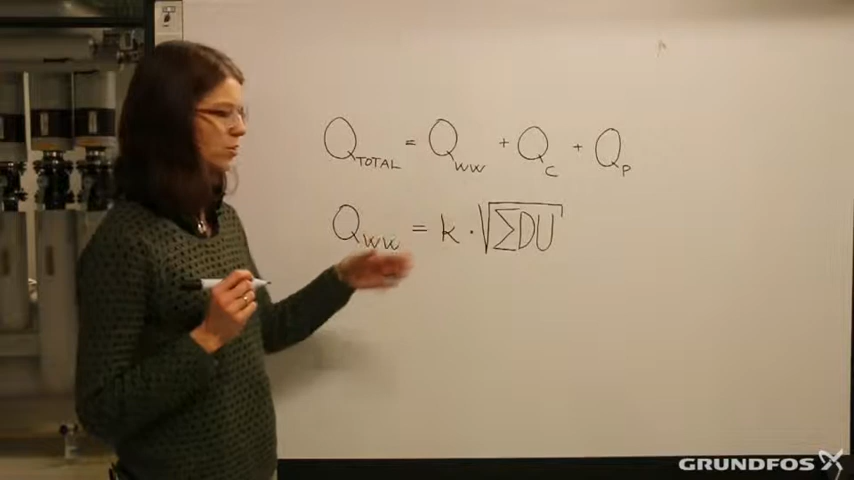 Q_TOTAL = Q_WW + Q_C + Q_P
Q_WW = k · √ΣDU
GRUNDFOS